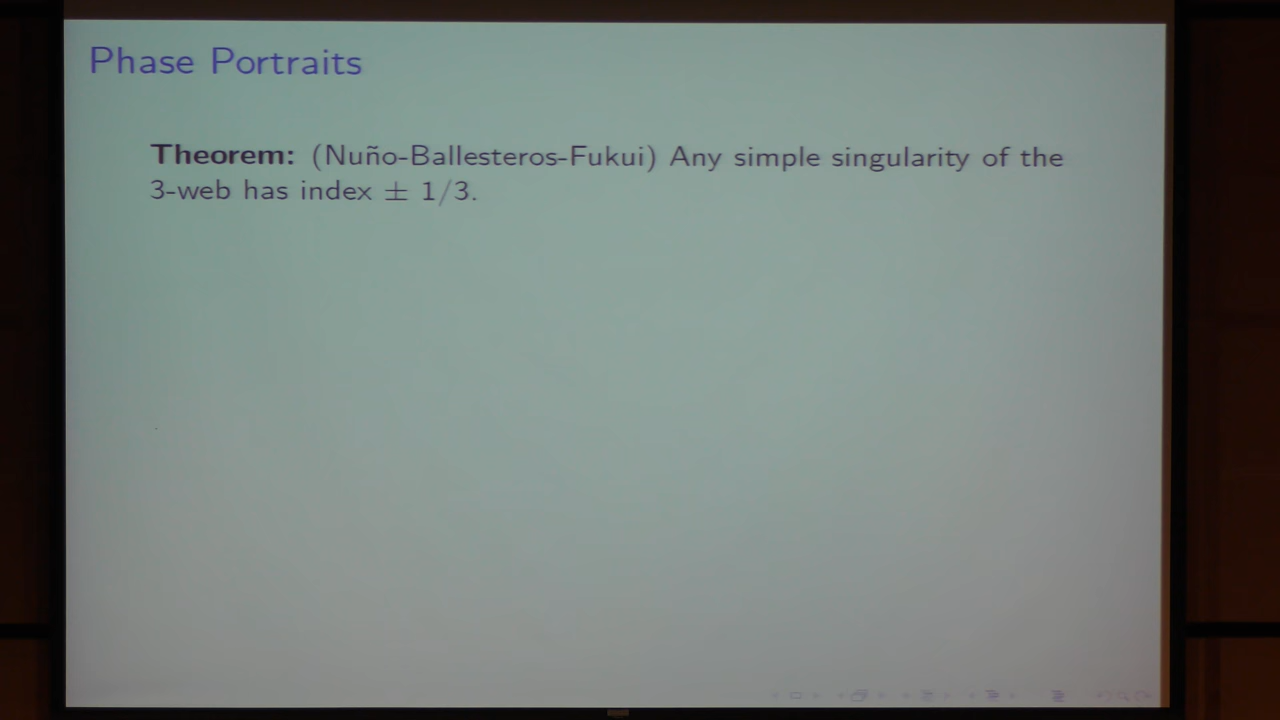 Phase Portraits
Theorem: (Nuño-Ballesteros-Fukui) Any simple singularity of the
3-web has index ± 1/3.